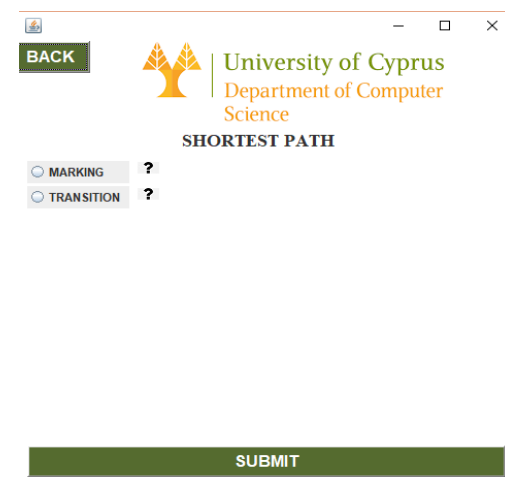 BACK
University of Cyprus
Department of Computer
Science
SHORTEST PATH
MARKING ?
TRANSITION ?
SUBMIT